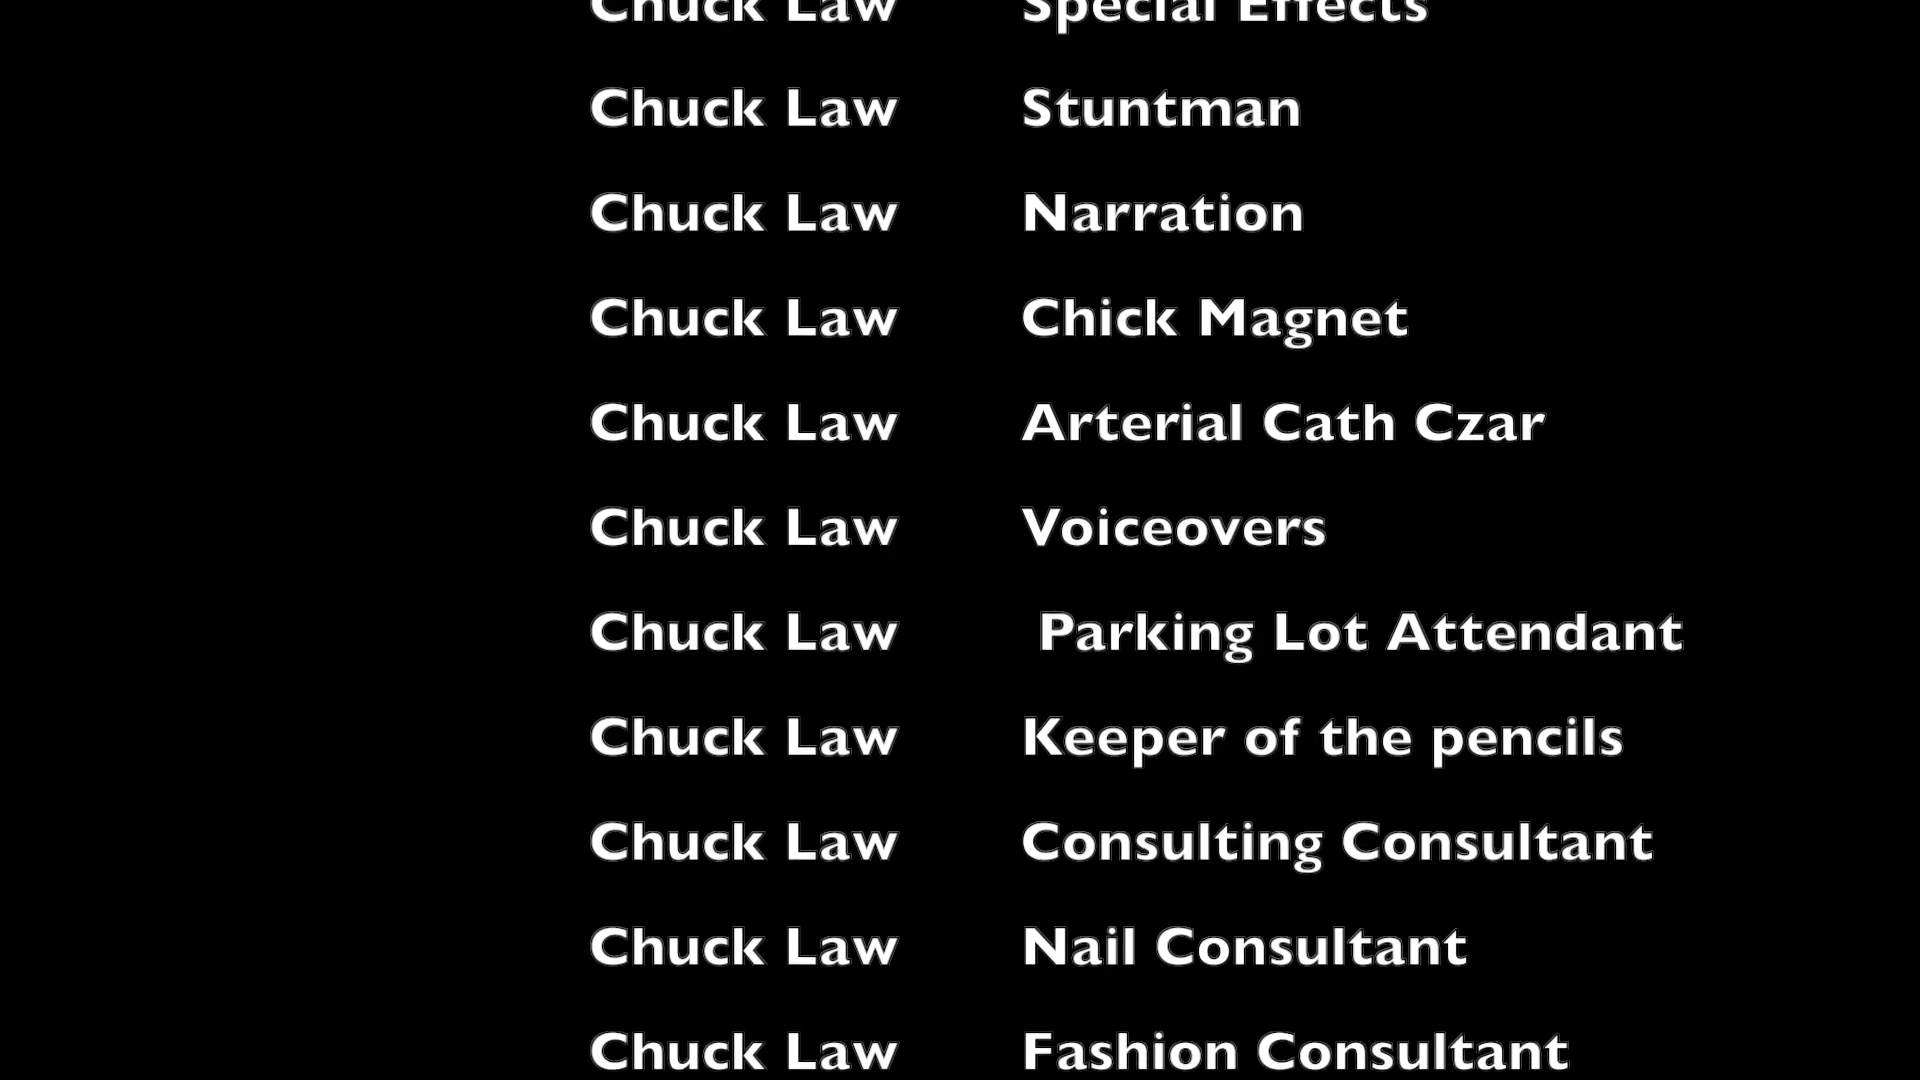 Chuck Law Special Effects
Chuck Law Stuntman
Chuck Law Narration
Chuck Law Chick Magnet
Chuck Law Arterial Cath Czar
Chuck Law Voiceovers
Chuck Law Parking Lot Attendant
Chuck Law Keeper of the pencils
Chuck Law Consulting Consultant
Chuck Law Nail Consultant
Chuck Law Fashion Consultant